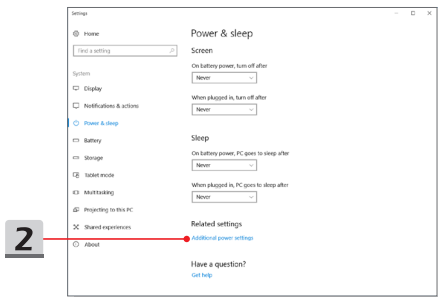 Settings
Home
Find a setting
System
Display
Notifications & actions
Power & sleep
Battery
Storage
Tablet mode
Multitasking
Projecting to this PC
Shared experiences
About
Power & sleep
Screen
On battery power, turn off after
Never
When plugged in, turn off after
Never
Sleep
On battery power, PC goes to sleep after
Never
When plugged in, PC goes to sleep after
Never
Related settings
Additional power settings
Have a question?
Get help
2